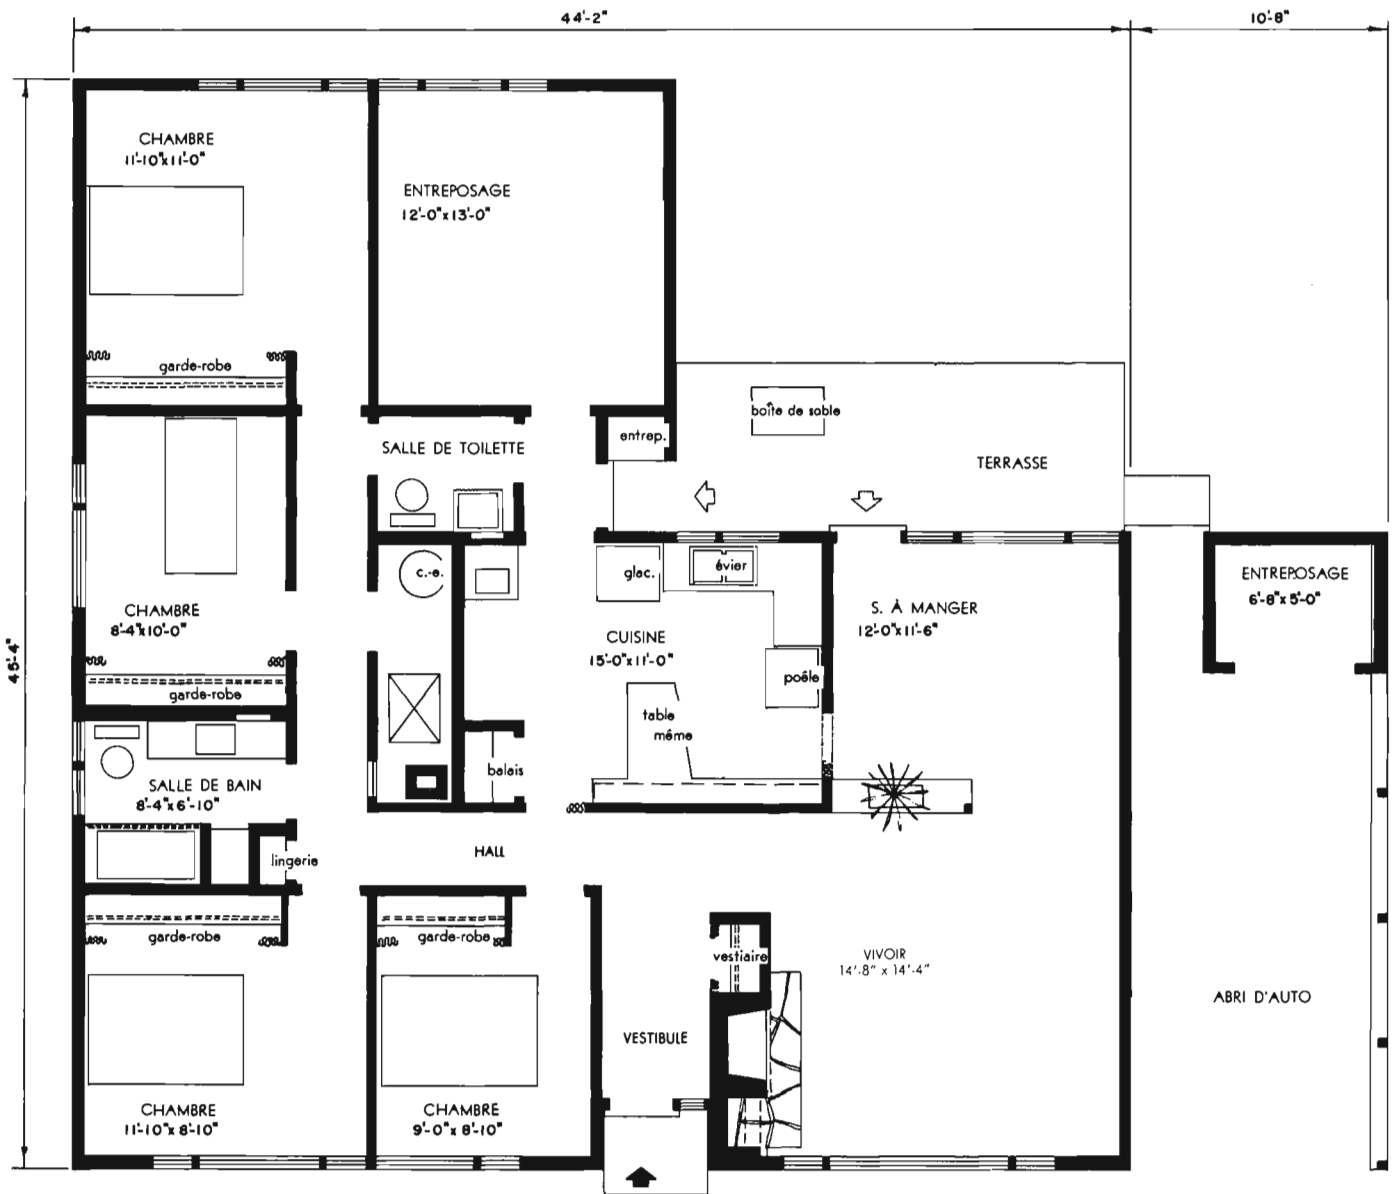 44'-2"
10'-8"
CHAMBRE
11'-10"x11'-0"
ENTREPOSAGE
12'-0"x13'-0"
garde-robe
boîte de sable
entrep.
SALLE DE TOILETTE
TERRASSE
45'-4"
c.-e.
glac.
évier
ENTREPOSAGE
6'-8"x5'-0"
CHAMBRE
8'-4"x10'-0"
S. À MANGER
12'-0"x11'-6"
CUISINE
15'-0"x11'-0"
poêle
garde-robe
table
même
balais
SALLE DE BAIN
8'-4"x6'-10"
lingerie
HALL
garde-robe
garde-robe
vestiaire
VIVOIR
14'-8" x 14'-4"
ABRI D'AUTO
VESTIBULE
CHAMBRE
11'-10"x8'-10"
CHAMBRE
9'-0"x8'-10"